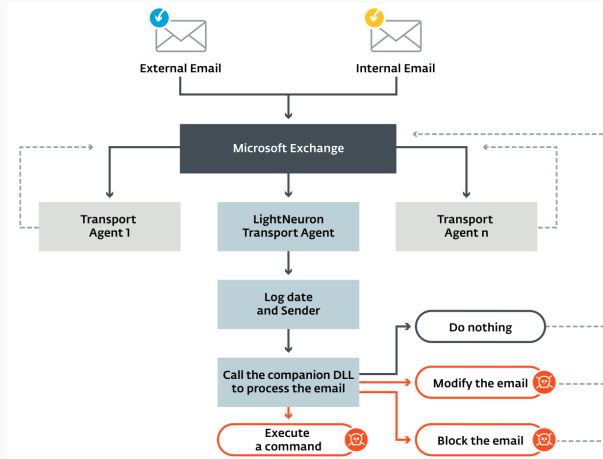 External Email
Internal Email
Microsoft Exchange
Transport
Agent 1
LightNeuron
Transport Agent
Transport
Agent n
Log date
and Sender
Do nothing
Call the companion DLL
to process the email
Modify the email
Execute
a command
Block the email